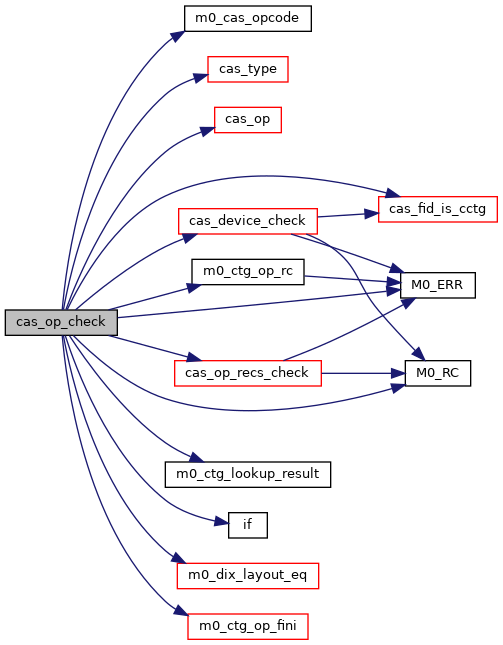 m0_cas_opcode
cas_type
cas_op
cas_fid_is_cctg
cas_device_check
m0_ctg_op_rc
M0_ERR
cas_op_check
cas_op_recs_check
M0_RC
m0_ctg_lookup_result
if
m0_dix_layout_eq
m0_ctg_op_fini